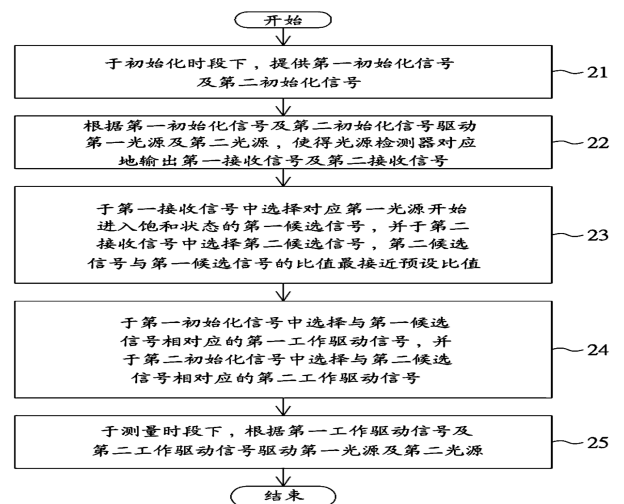 开始
于初始化时段下，提供第一初始化信号
及第二初始化信号
21
根据第一初始化信号及第二初始化信号驱动
第一光源及第二光源，使得光源检测器对应
地输出第一接收信号及第二接收信号
22
于第一接收信号中选择对应第一光源开始
进入饱和状态的第一候选信号，并于第二
接收信号中选择第二候选信号，第二候选
信号与第一候选信号的比值最接近预设比值
23
于第一初始化信号中选择与第一候选
信号相对应的第一工作驱动信号，并
于第二初始化信号中选择与第二候选
信号相对应的第二工作驱动信号
24
于测量时段下，根据第一工作驱动信号及
第二工作驱动信号驱动第一光源及第二光源
25
结束